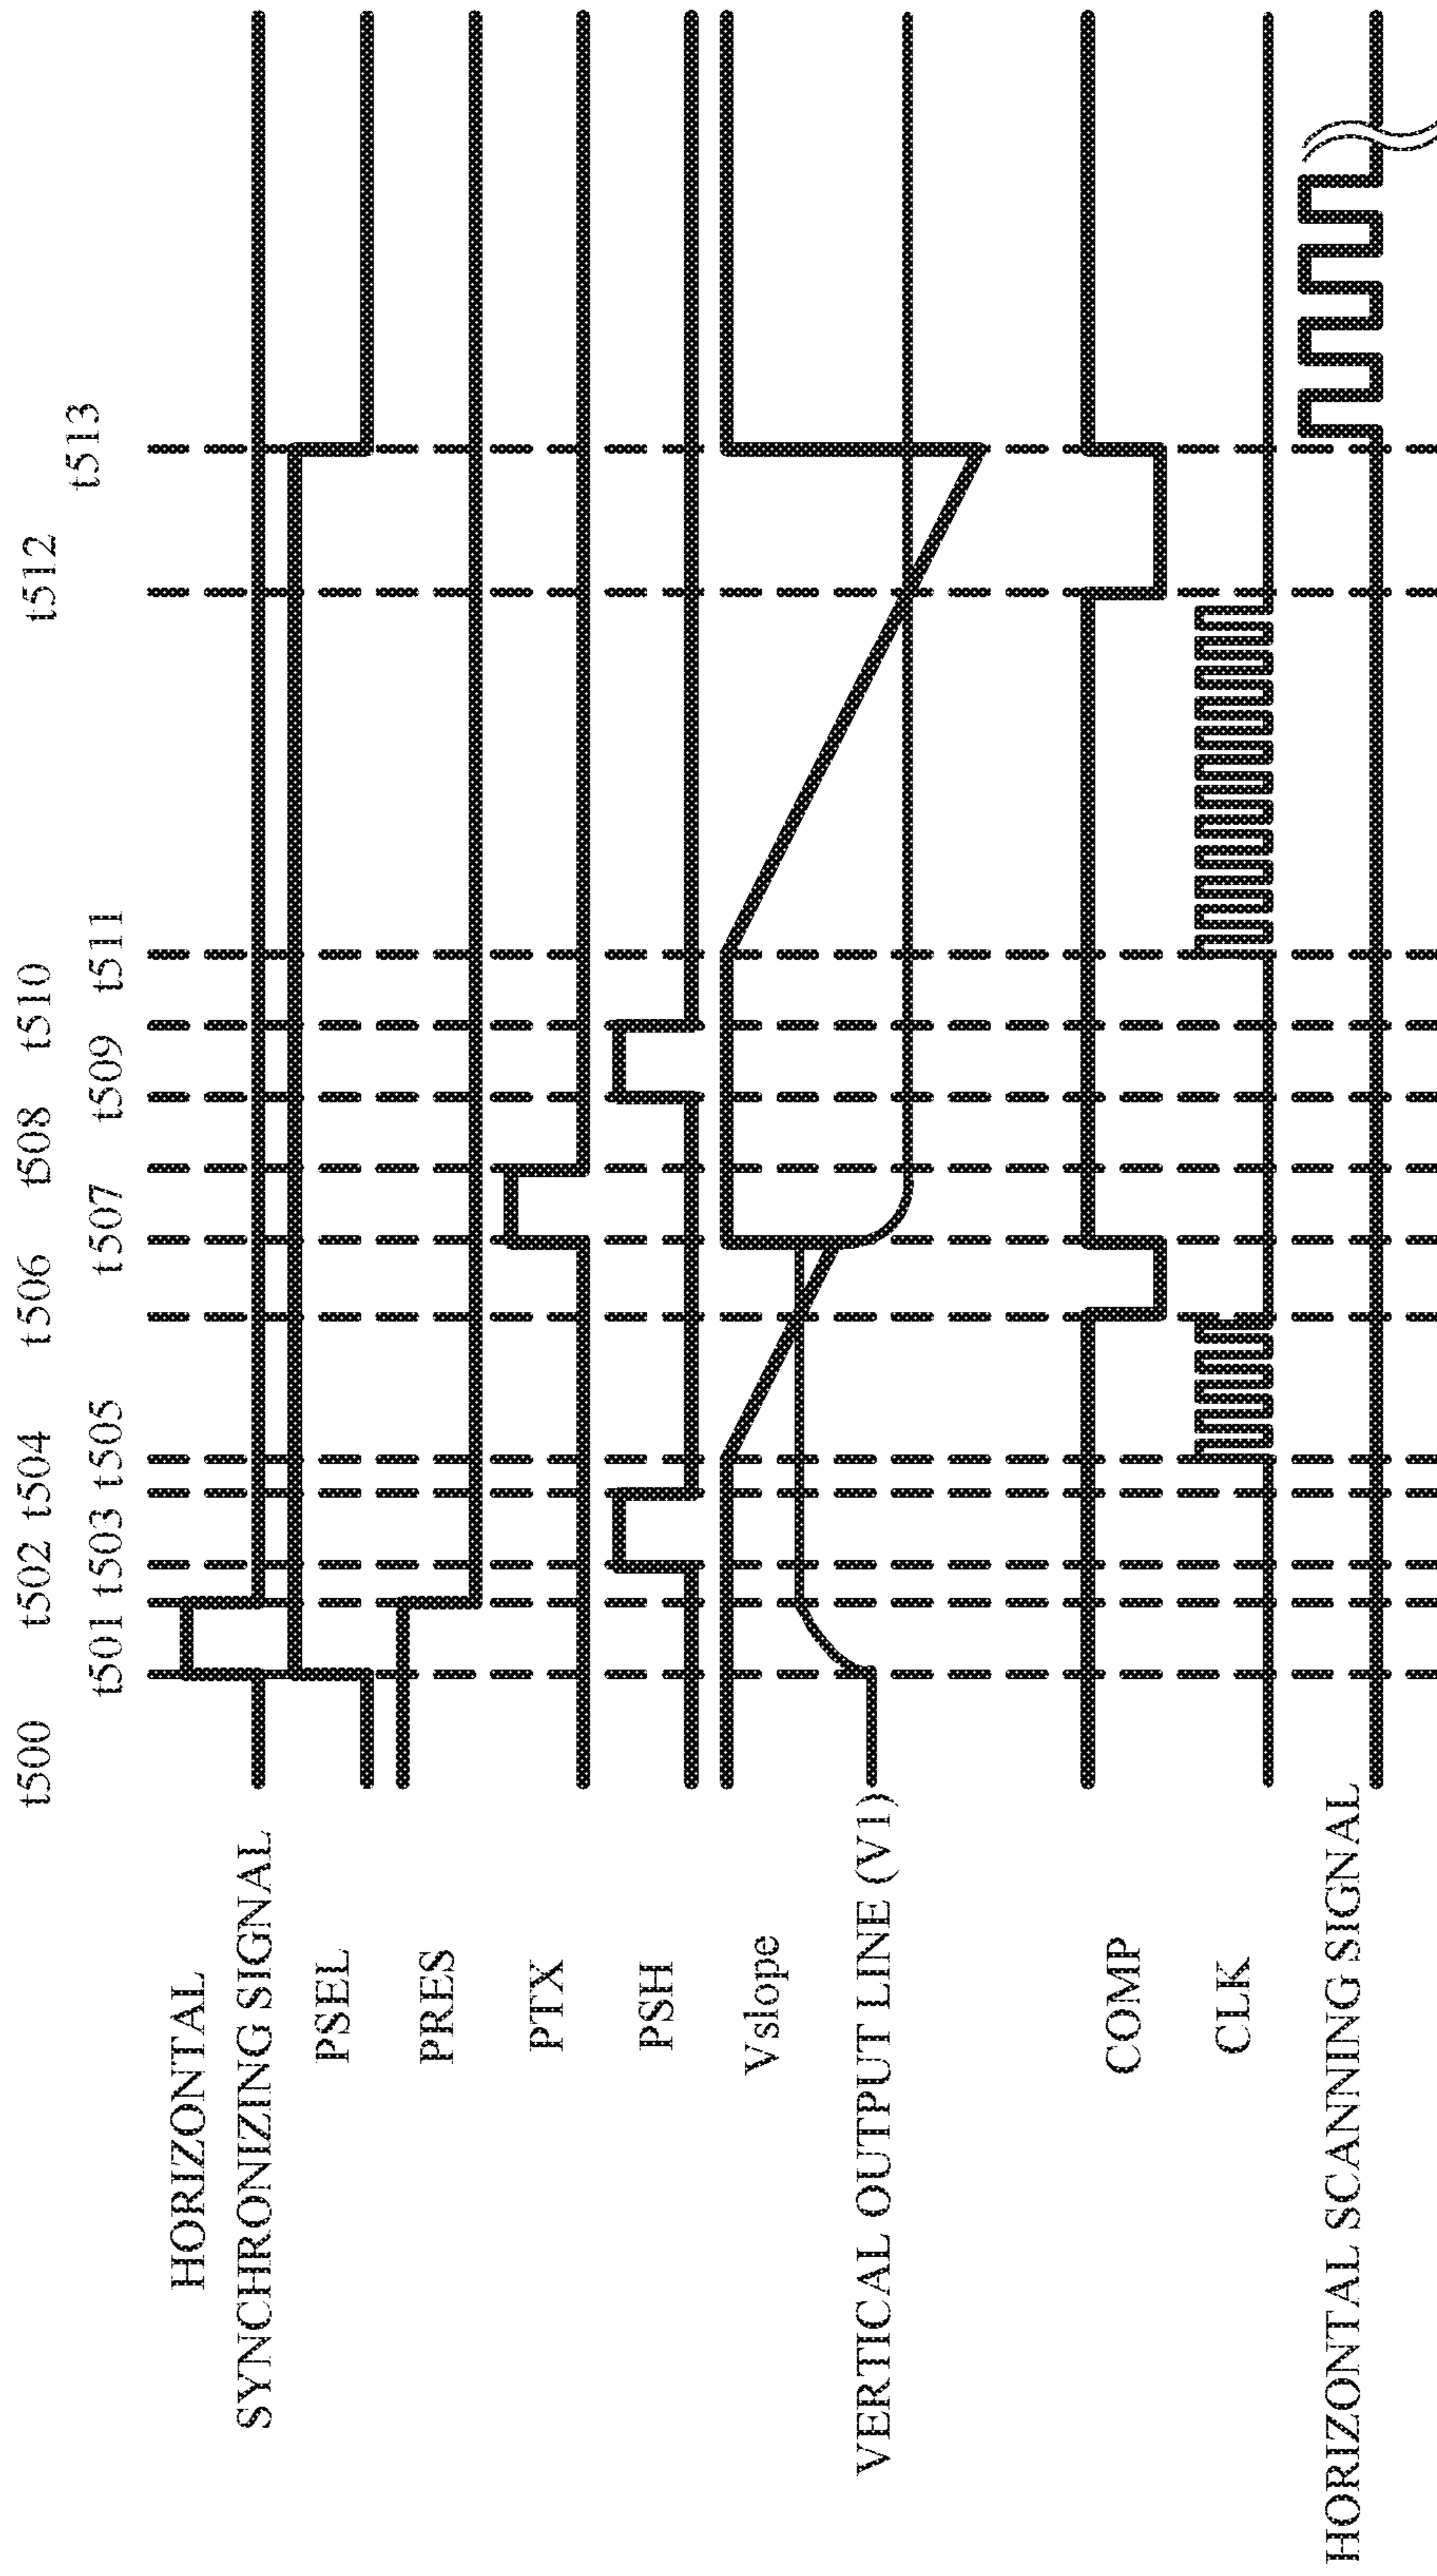 t500
t501
t502
t503
t504
t505
t506
t507
t508
t509
t510
t511
t512
t513
HORIZONTAL
SYNCHRONIZING SIGNAL
PSEL
PRES
PTX
PSH
Vslope
VERTICAL OUTPUT LINE (V1)
COMP
CLK
HORIZONTAL SCANNING SIGNAL